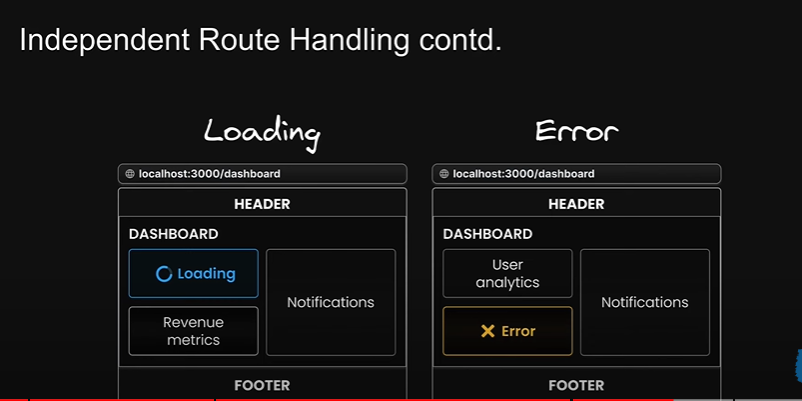 Independent Route Handling contd.
Loading
localhost:3000/dashboard
HEADER
DASHBOARD
Loading
Revenue
metrics
Notifications
FOOTER
Error
localhost:3000/dashboard
HEADER
DASHBOARD
User
analytics
Error
Notifications
FOOTER